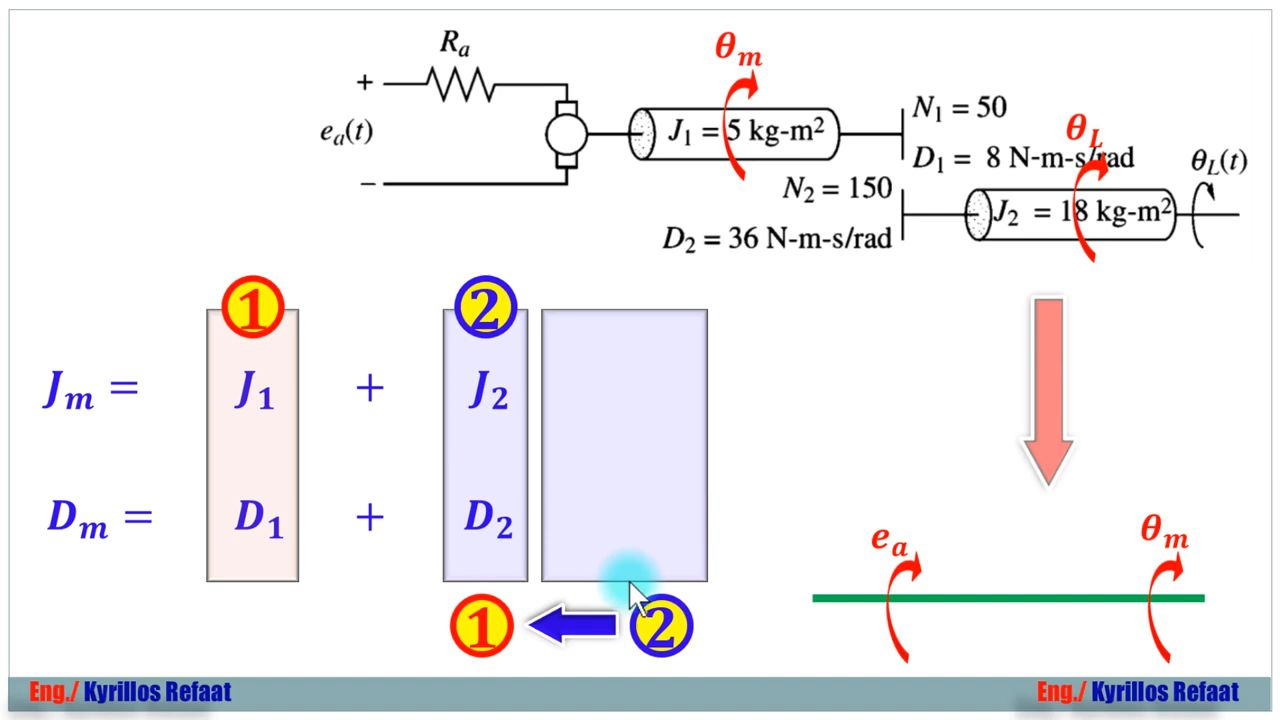 Rₐ
θₘ
+
eₐ(t)
−
J₁ = 5 kg-m²
N₁ = 50
D₁ = 8 N-m-s/rad
θ_L
θ_L(t)
N₂ = 150
D₂ = 36 N-m-s/rad
J₂ = 18 kg-m²
1 2
Jₘ = J₁ + J₂
Dₘ = D₁ + D₂
1 2
eₐ
θₘ
Eng./ Kyrillos Refaat
Eng./ Kyrillos Refaat